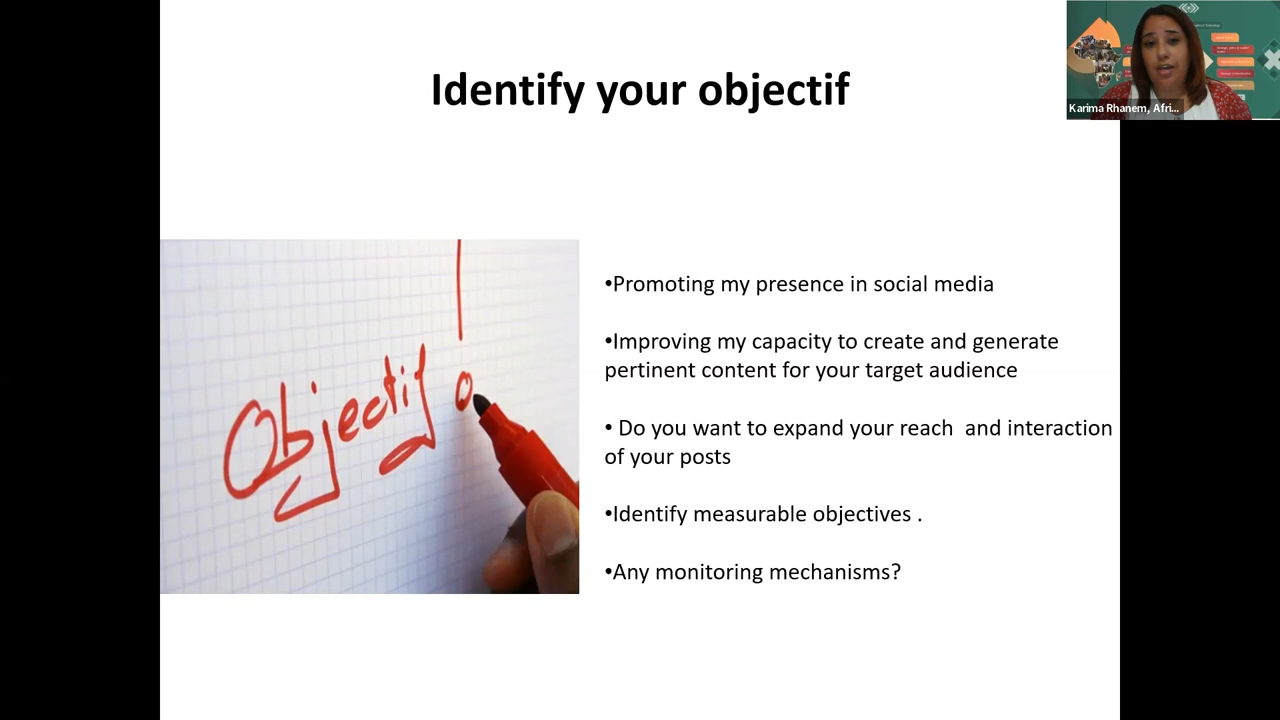 Identify your objectif
Karima Rhanem, Afri...
Objectif !
•Promoting my presence in social media
•Improving my capacity to create and generate
pertinent content for your target audience
• Do you want to expand your reach  and interaction
of your posts
•Identify measurable objectives .
•Any monitoring mechanisms?